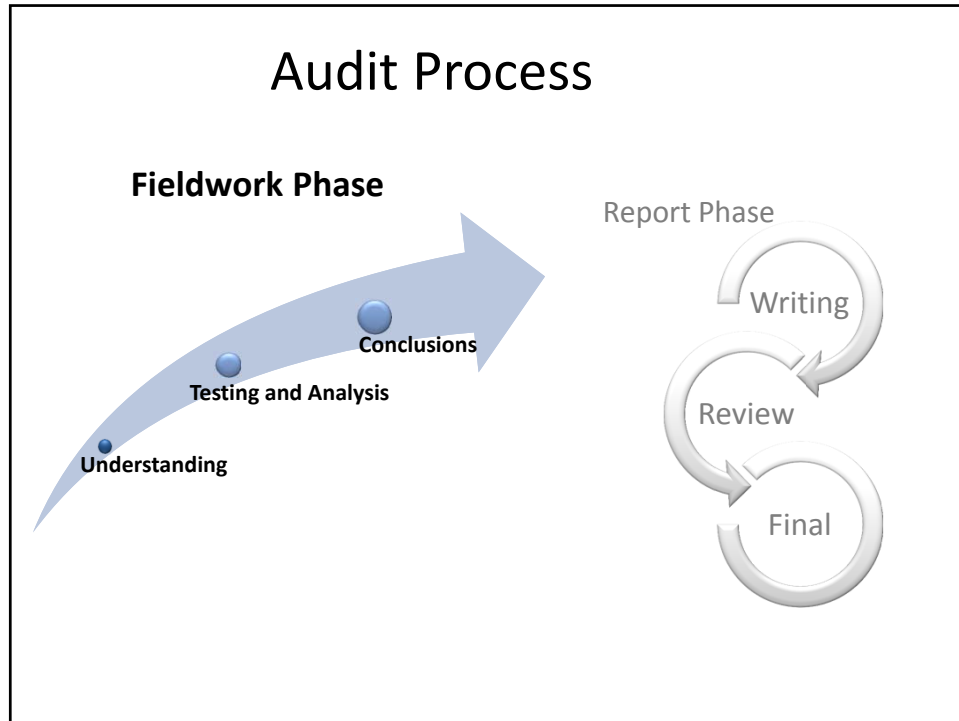 Audit Process
Fieldwork Phase
Understanding
Testing and Analysis
Conclusions
Report Phase
Writing
Review
Final